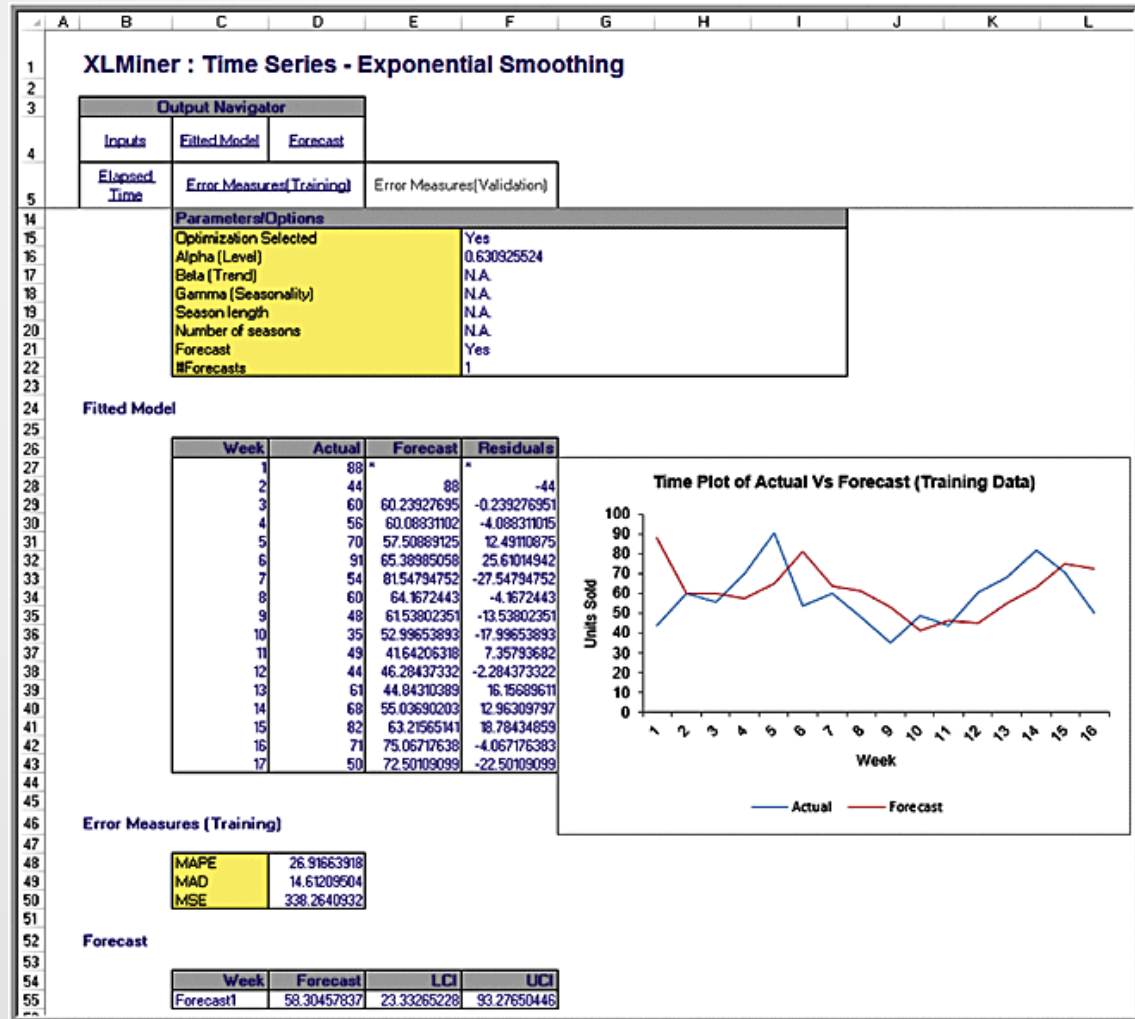 A B C D E F G H I J K L
1 XLMiner : Time Series - Exponential Smoothing
2
3 Output Navigator
4 Inputs Fitted Model Forecast
5 Elapsed Time Error Measures(Training) Error Measures(Validation)
14 Parameters/Options
15 Optimization Selected Yes
16 Alpha (Level) 0.630925524
17 Beta (Trend) N.A.
18 Gamma (Seasonality) N.A.
19 Season length N.A.
20 Number of seasons N.A.
21 Forecast Yes
22 #Forecasts 1
23
24 Fitted Model
25
26 Week Actual Forecast Residuals
27 1 88 * *
28 2 44 88 -44
29 3 60 60.23927695 -0.239276951
30 4 56 60.08831102 -4.088311015
31 5 70 57.50889125 12.49110875
32 6 91 65.38985058 25.61014942
33 7 54 81.54794752 -27.54794752
34 8 60 64.1672443 -4.1672443
35 9 48 61.53802351 -13.53802351
36 10 35 52.99653893 -17.99653893
37 11 49 41.64206318 7.35793682
38 12 44 46.28437332 -2.284373322
39 13 61 44.84310389 16.15689611
40 14 68 55.03690203 12.96309797
41 15 82 63.21565141 18.78434859
42 16 71 75.06717638 -4.067176383
43 17 50 72.50109099 -22.50109099
Time Plot of Actual Vs Forecast (Training Data)
Units Sold
100
90
80
70
60
50
40
30
20
10
0
1 2 3 4 5 6 7 8 9 10 11 12 13 14 15 16
Week
Actual Forecast
44
45
46 Error Measures (Training)
47
48 MAPE 26.91663918
49 MAD 14.61209504
50 MSE 338.2640932
51
52 Forecast
53
54 Week Forecast LCI UCI
55 Forecast1 58.30457837 23.33265228 93.27650446